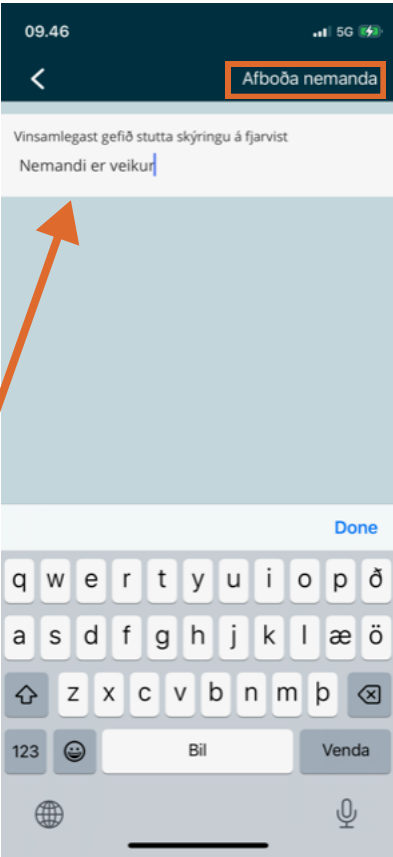 09.46 5G
Afboða nemanda
Vinsamlegast gefið stutta skýringu á fjarvist
Nemandi er veikur
Done
q w e r t y u i o p ð
a s d f g h j k l æ ö
z x c v b n m þ
123 Bil Venda